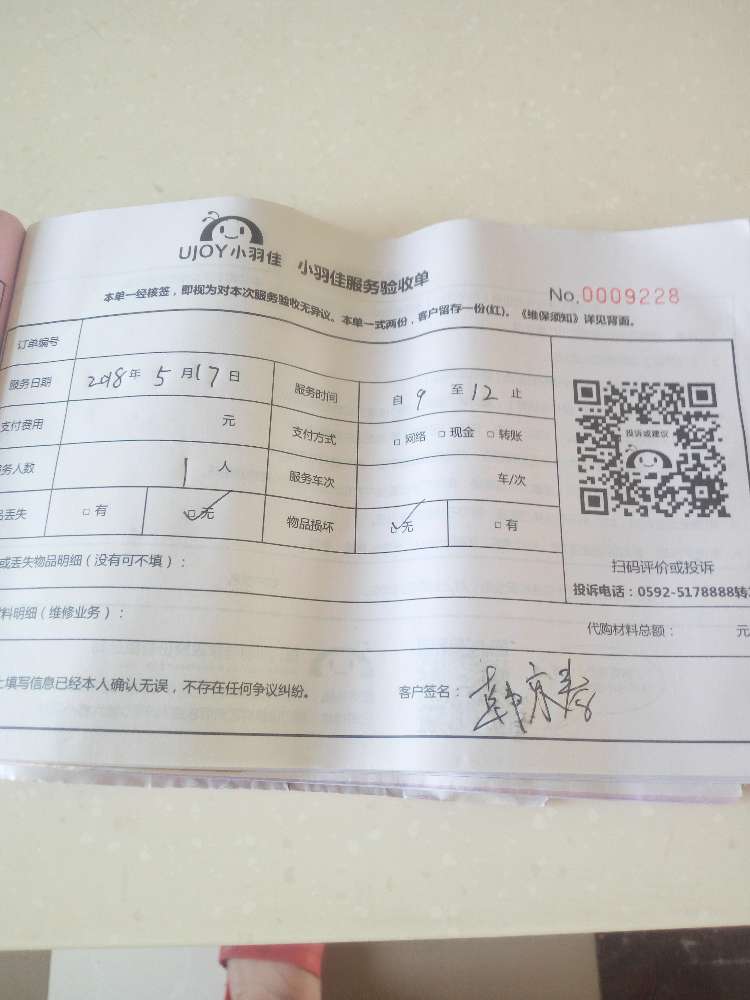 UJOY小羽佳 小羽佳服务验收单
No.0009228
本单一经核签，即视为对本次服务验收无异议。本单一式两份，客户留存一份(红)。《维保须知》详见背面。
订单编号
服务日期 2018年 5 月17 日 服务时间 自 9 至 12 止
支付费用 元 支付方式 □ 网络 □ 现金 □ 转账
务人数 1 人 服务车次 车/次
品丢失 □ 有 ☑无 物品损坏 ☑无 □ 有
投诉或建议
扫码评价或投诉
投诉电话：0592-5178888转
或丢失物品明细（没有可不填）：
料明细（维修业务）：
代购材料总额： 元
上填写信息已经本人确认无误，不存在任何争议纠纷。
客户签名：